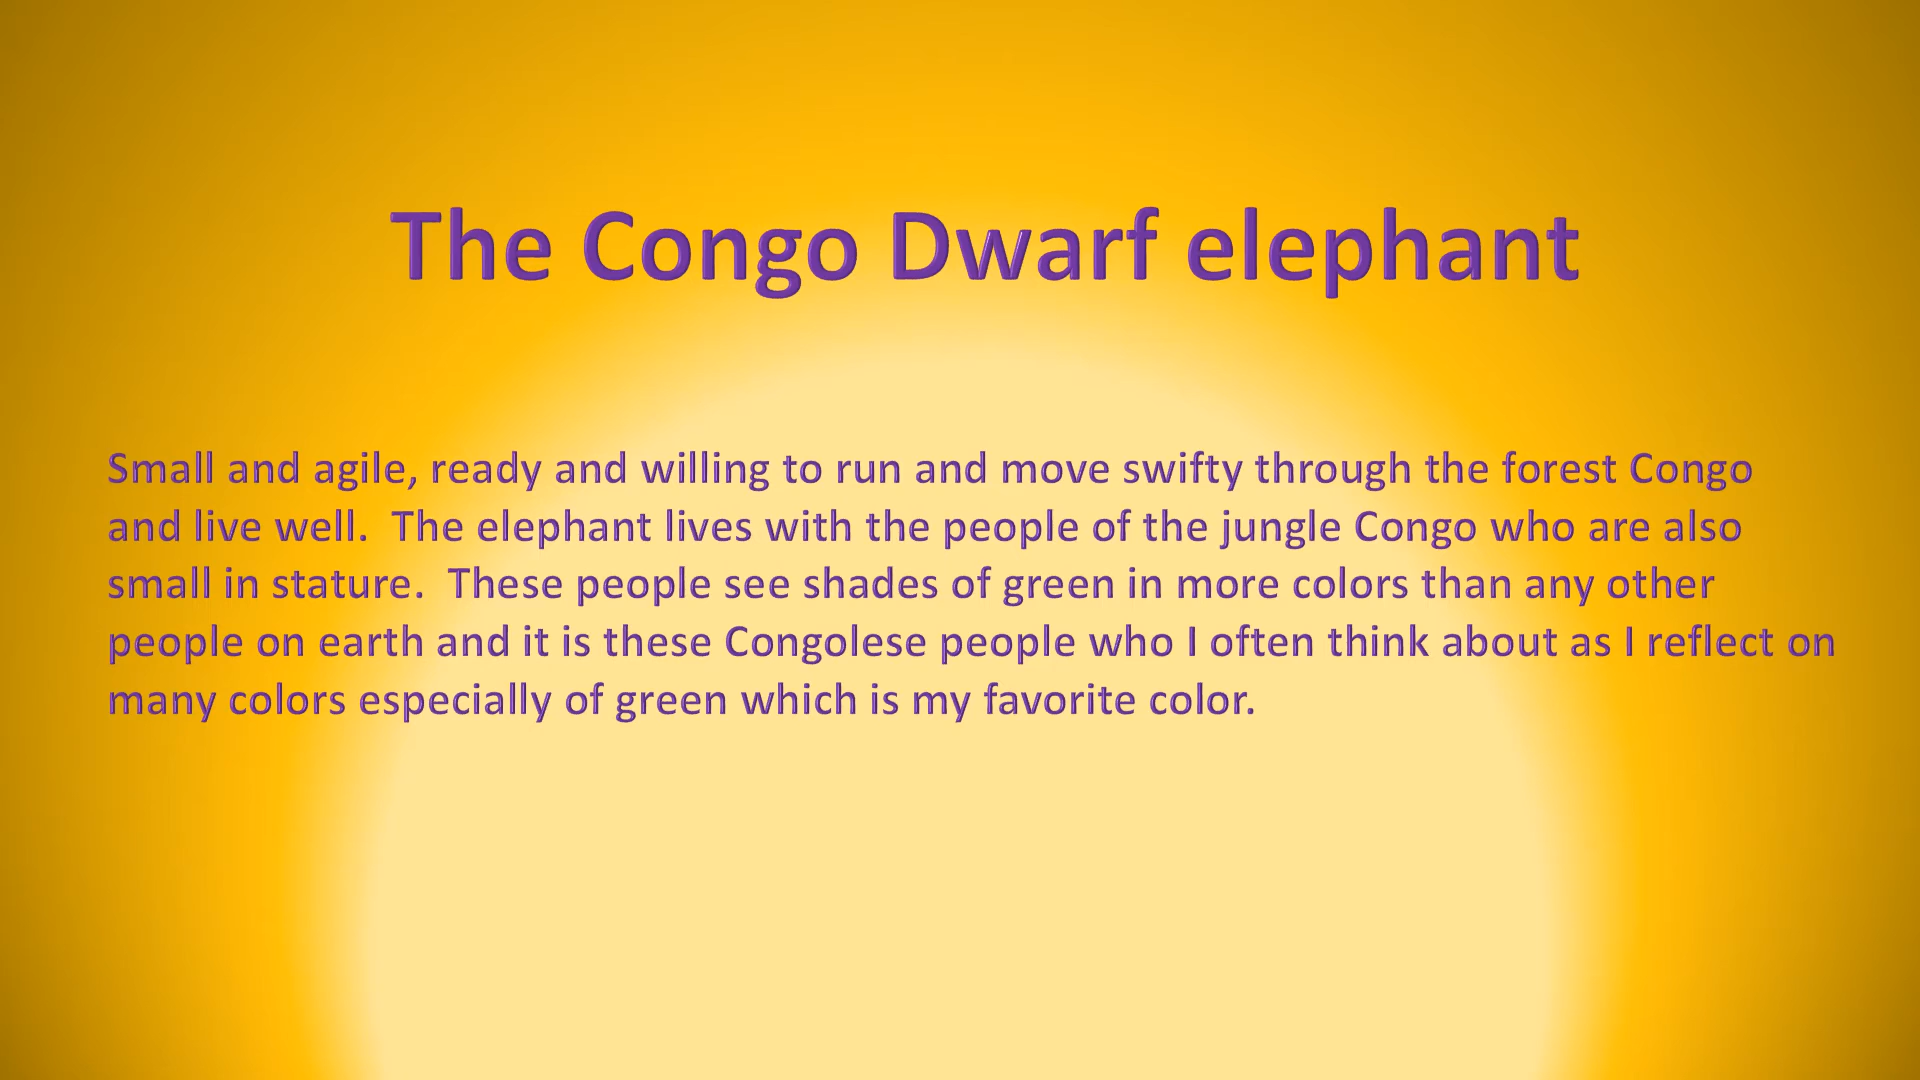 The Congo Dwarf elephant
Small and agile, ready and willing to run and move swifty through the forest Congo
and live well.  The elephant lives with the people of the jungle Congo who are also
small in stature.  These people see shades of green in more colors than any other
people on earth and it is these Congolese people who I often think about as I reflect on
many colors especially of green which is my favorite color.